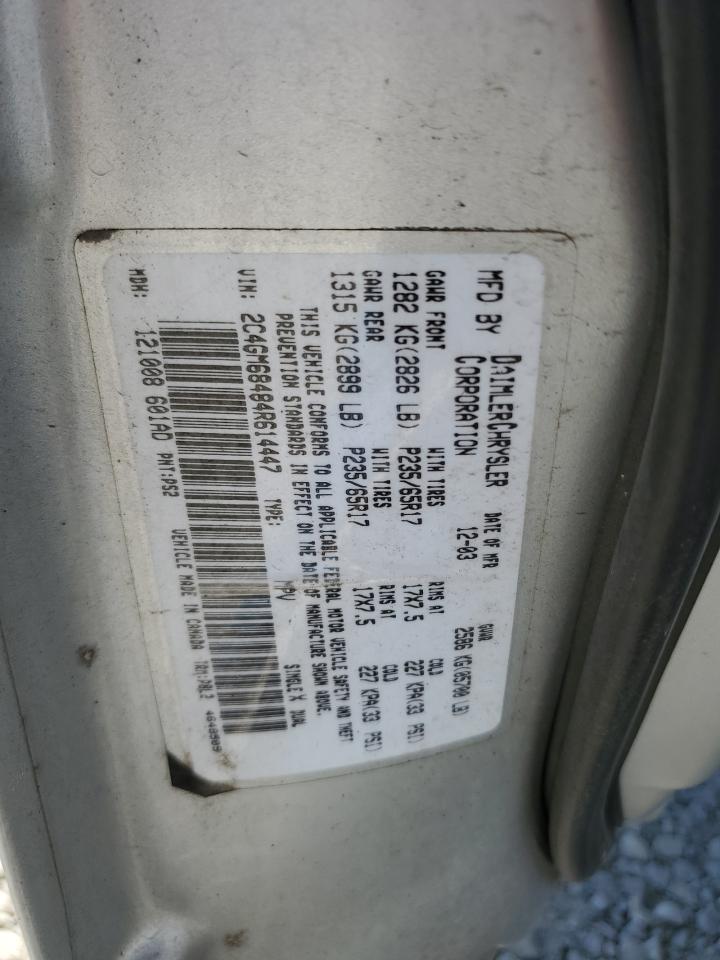 MFD BY DAIMLERCHRYSLER CORPORATION
DATE OF MFR 12-03
GVWR 2586 KG(05700 LB)
GAWR FRONT WITH TIRES RIMS AT COLD
1282 KG(2826 LB) P235/65R17 17X7.5 227 KPA(33 PSI)
GAWR REAR WITH TIRES RIMS AT COLD
1315 KG(2899 LB) P235/65R17 17X7.5 227 KPA(33 PSI)
THIS VEHICLE CONFORMS TO ALL APPLICABLE FEDERAL MOTOR VEHICLE SAFETY AND THEFT
PREVENTION STANDARDS IN EFFECT ON THE DATE OF MANUFACTURE SHOWN ABOVE.
VIN: 2C4GM68484R614447 TYPE: MPV SINGLE X DUAL
MDH: 121008 601AD PNT:PS2 VEHICLE MADE IN CANADA
4648509